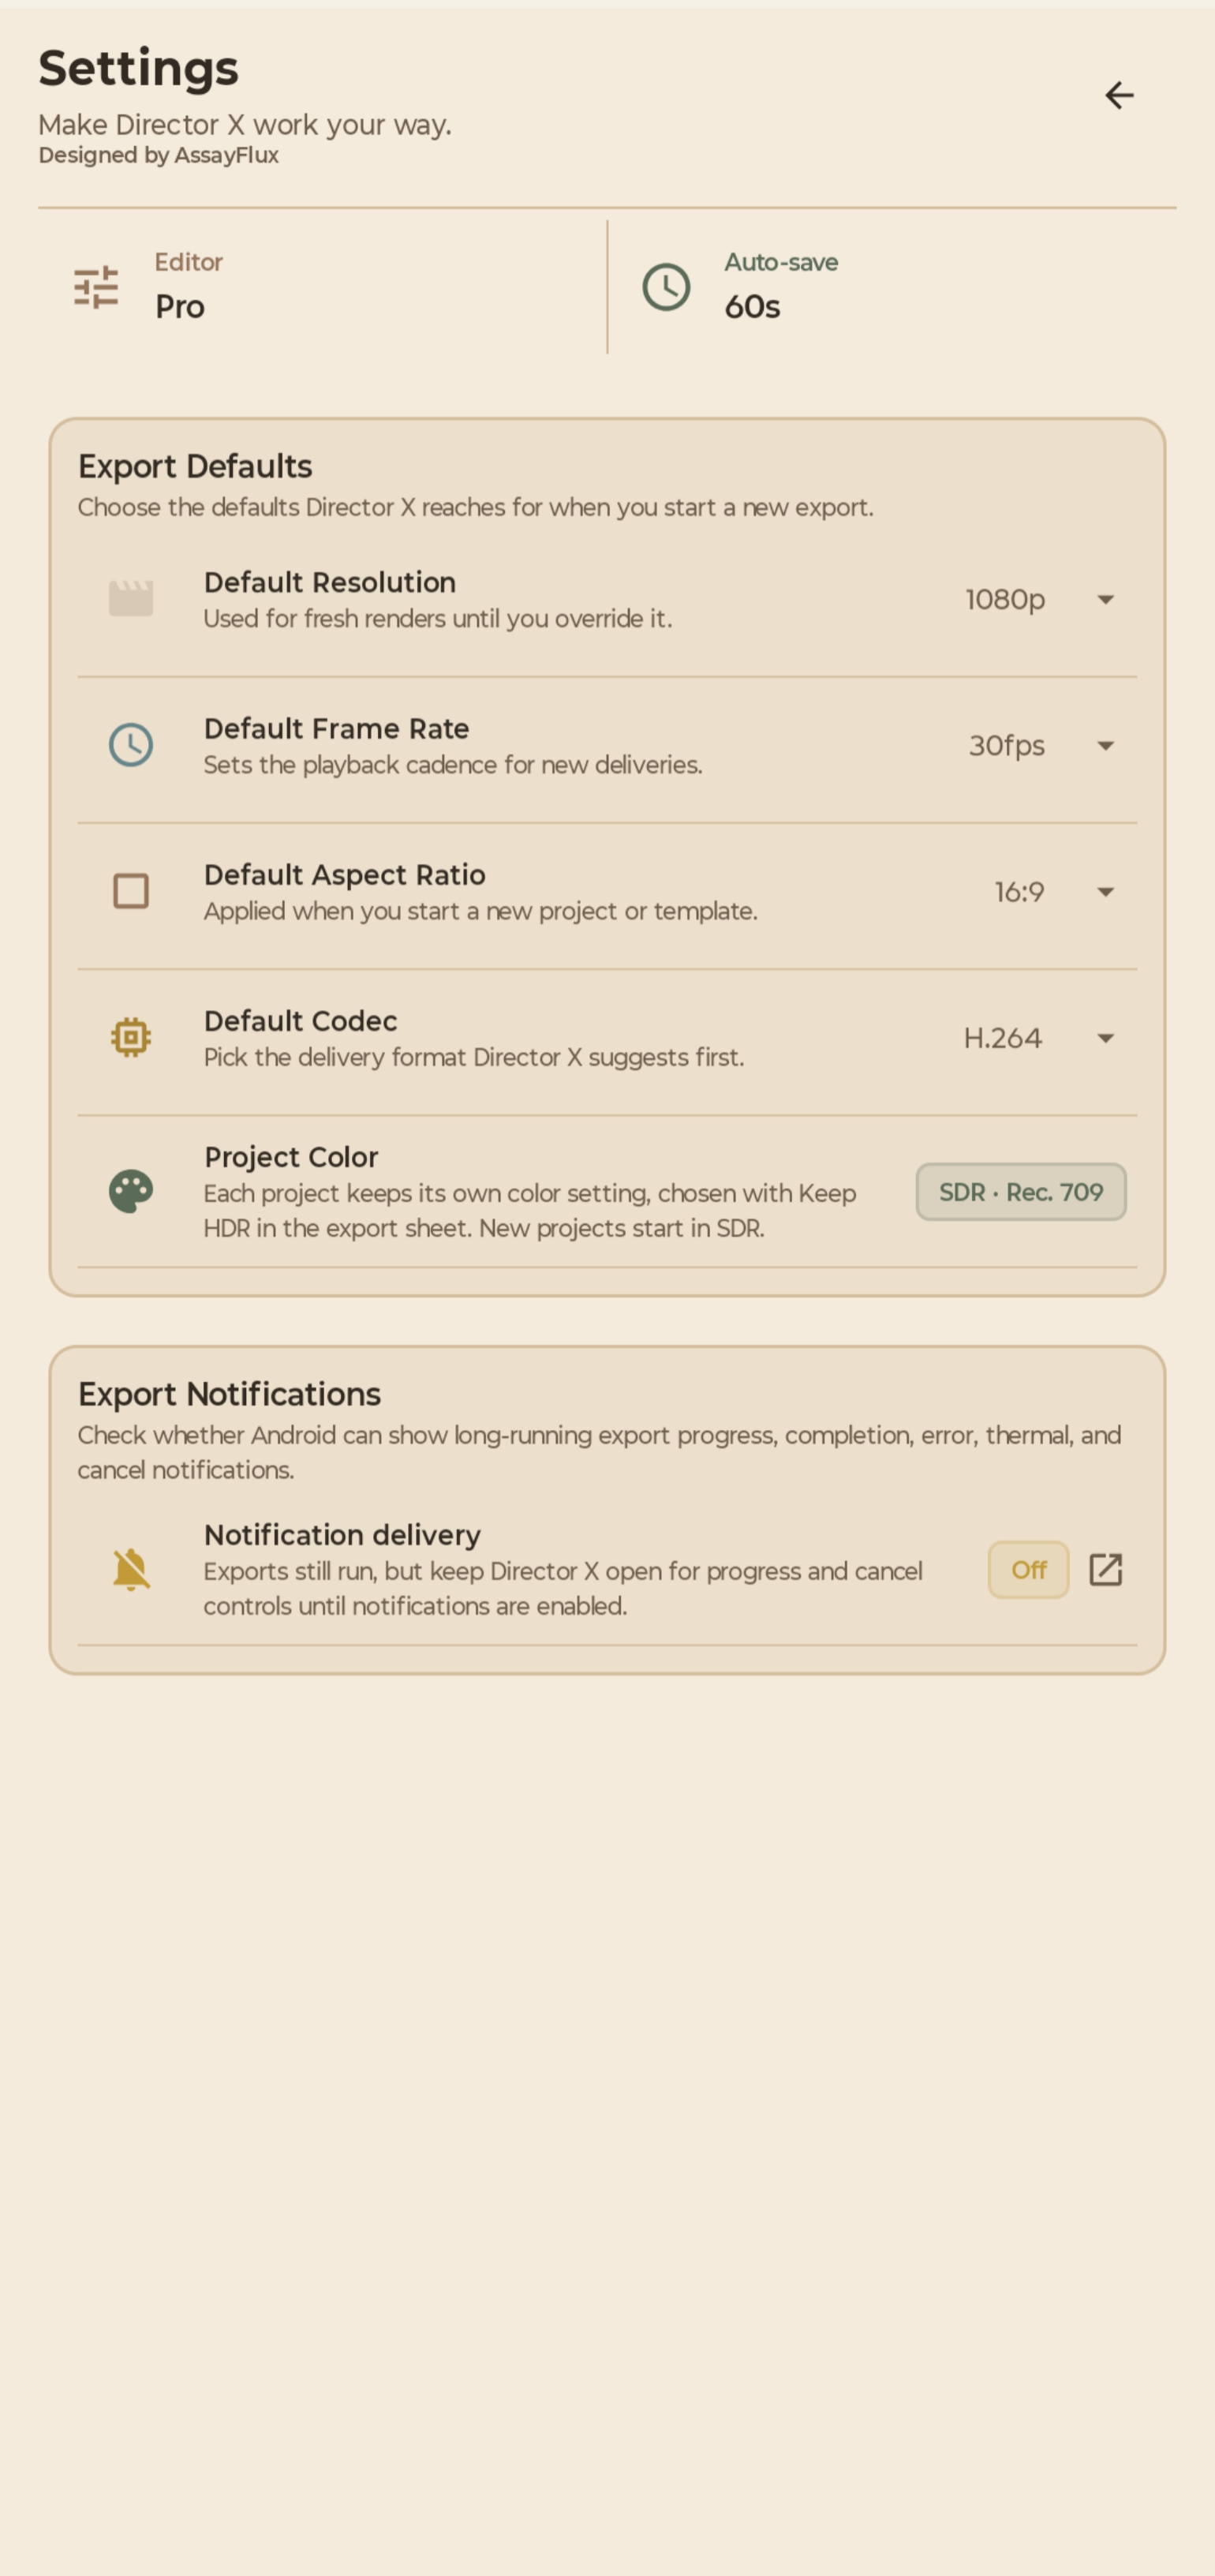 Settings
Make Director X work your way.
Designed by AssayFlux
Editor
Pro
Auto-save
60s
Export Defaults
Choose the defaults Director X reaches for when you start a new export.
Default Resolution
Used for fresh renders until you override it.
1080p
Default Frame Rate
Sets the playback cadence for new deliveries.
30fps
Default Aspect Ratio
Applied when you start a new project or template.
16:9
Default Codec
Pick the delivery format Director X suggests first.
H.264
Project Color
Each project keeps its own color setting, chosen with Keep
HDR in the export sheet. New projects start in SDR.
SDR · Rec. 709
Export Notifications
Check whether Android can show long-running export progress, completion, error, thermal, and
cancel notifications.
Notification delivery
Exports still run, but keep Director X open for progress and cancel
controls until notifications are enabled.
Off